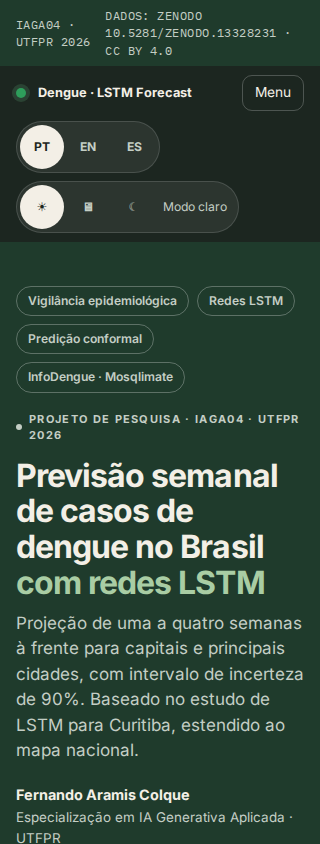 IAGA04 ·
UTFPR 2026
DADOS: ZENODO
10.5281/ZENODO.13328231 ·
CC BY 4.0
Dengue · LSTM Forecast
Menu
PT EN ES
Modo claro
Vigilância epidemiológica
Redes LSTM
Predição conformal
InfoDengue · Mosqlimate
PROJETO DE PESQUISA · IAGA04 · UTFPR
2026
Previsão semanal
de casos de
dengue no Brasil
com redes LSTM
Projeção de uma a quatro semanas
à frente para capitais e principais
cidades, com intervalo de incerteza
de 90%. Baseado no estudo de
LSTM para Curitiba, estendido ao
mapa nacional.
Fernando Aramis Colque
Especialização em IA Generativa Aplicada ·
UTFPR